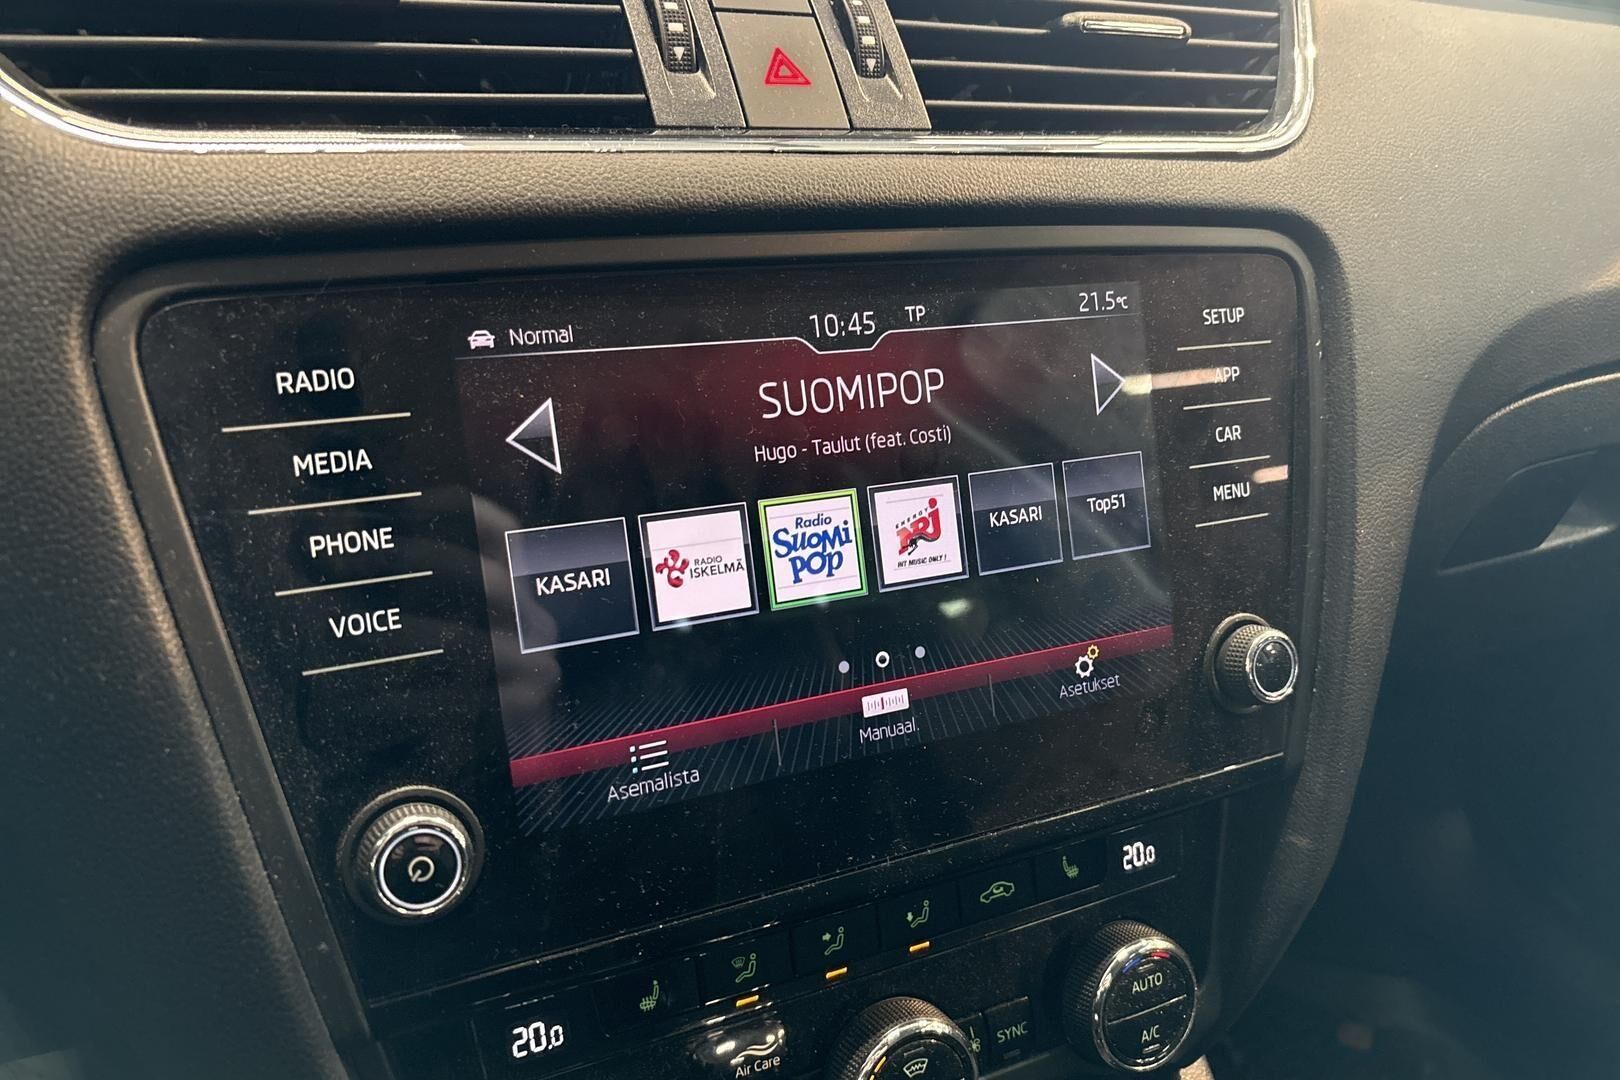 Normal
10:45
TP
21.5°C
SETUP
RADIO
SUOMIPOP
APP
Hugo - Taulut (feat. Costi)
MEDIA
CAR
MENU
PHONE
KASARI
RADIO
ISKELMÄ
Radio
SUOMI
POP
ENERGY
NRJ
HIT MUSIC ONLY!
KASARI
Top51
VOICE
Asemalista
Manuaal.
Asetukset
20.0
20.0
AUTO
A/C
SYNC
Air Care